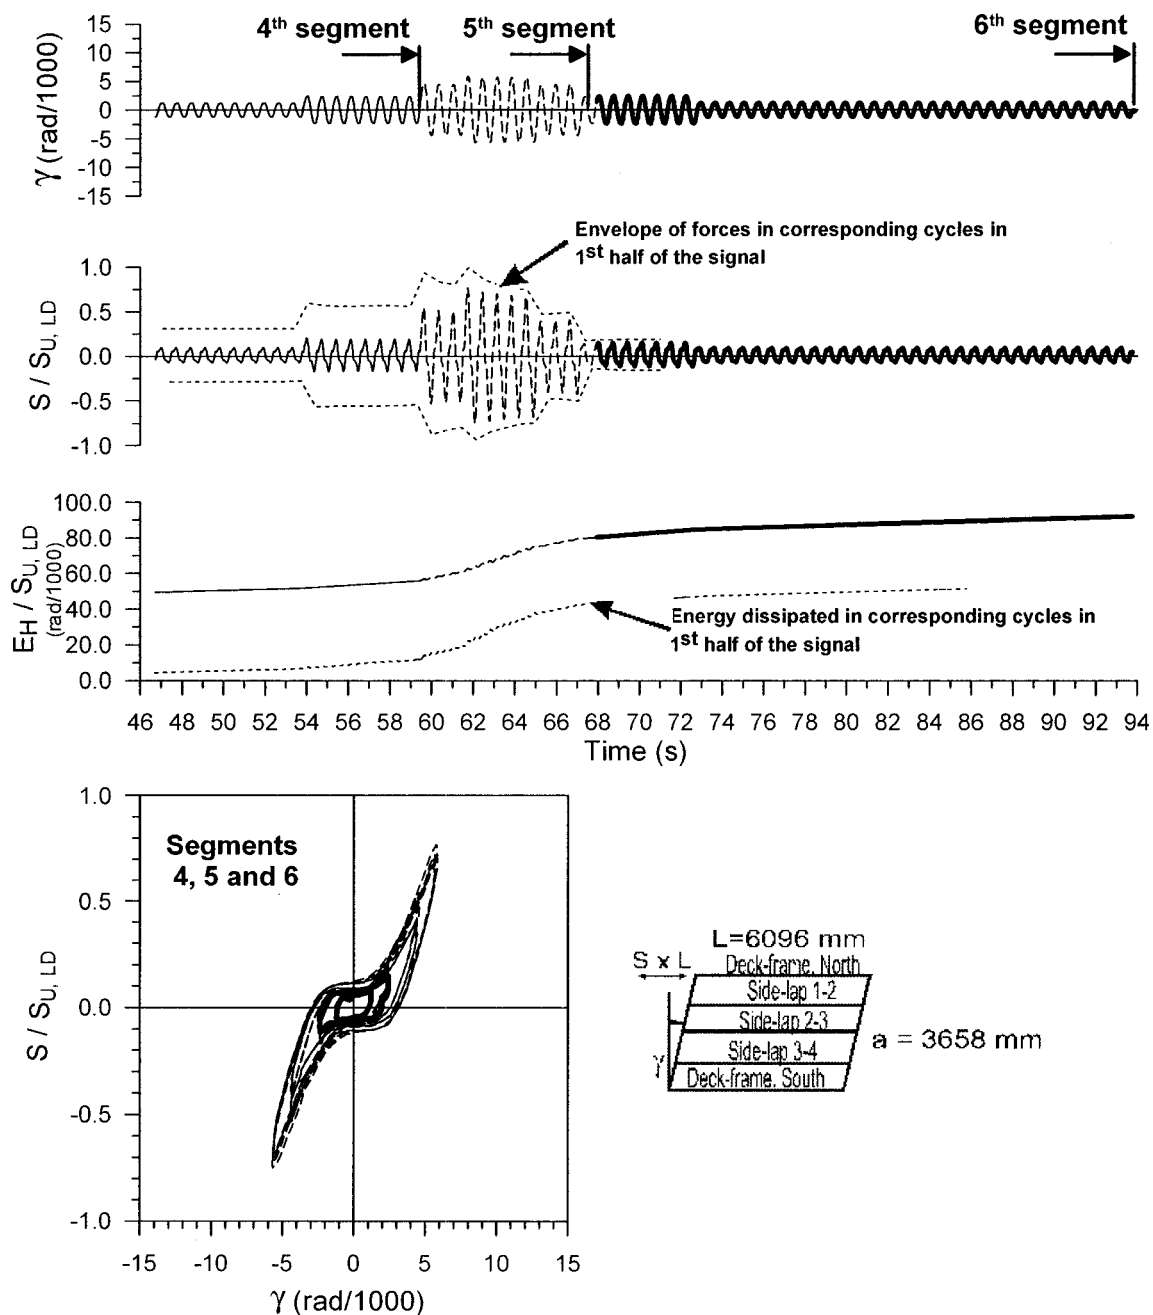 4th segment
5th segment
6th segment
15
10
5
0
-5
-10
-15
γ (rad/1000)
Envelope of forces in corresponding cycles in
1st half of the signal
1.0
0.5
0.0
-0.5
-1.0
S / SU, LD
100.0
80.0
60.0
40.0
20.0
0.0
EH / SU, LD
(rad/1000)
Energy dissipated in corresponding cycles in
1st half of the signal
46 48 50 52 54 56 58 60 62 64 66 68 70 72 74 76 78 80 82 84 86 88 90 92 94
Time (s)
1.0
0.5
0.0
-0.5
-1.0
S / SU, LD
Segments
4, 5 and 6
-15 -10 -5 0 5 10 15
γ (rad/1000)
L=6096 mm
S x L
Deck-frame, North
Side-lap 1-2
Side-lap 2-3
Side-lap 3-4
Deck-frame, South
γ
a = 3658 mm